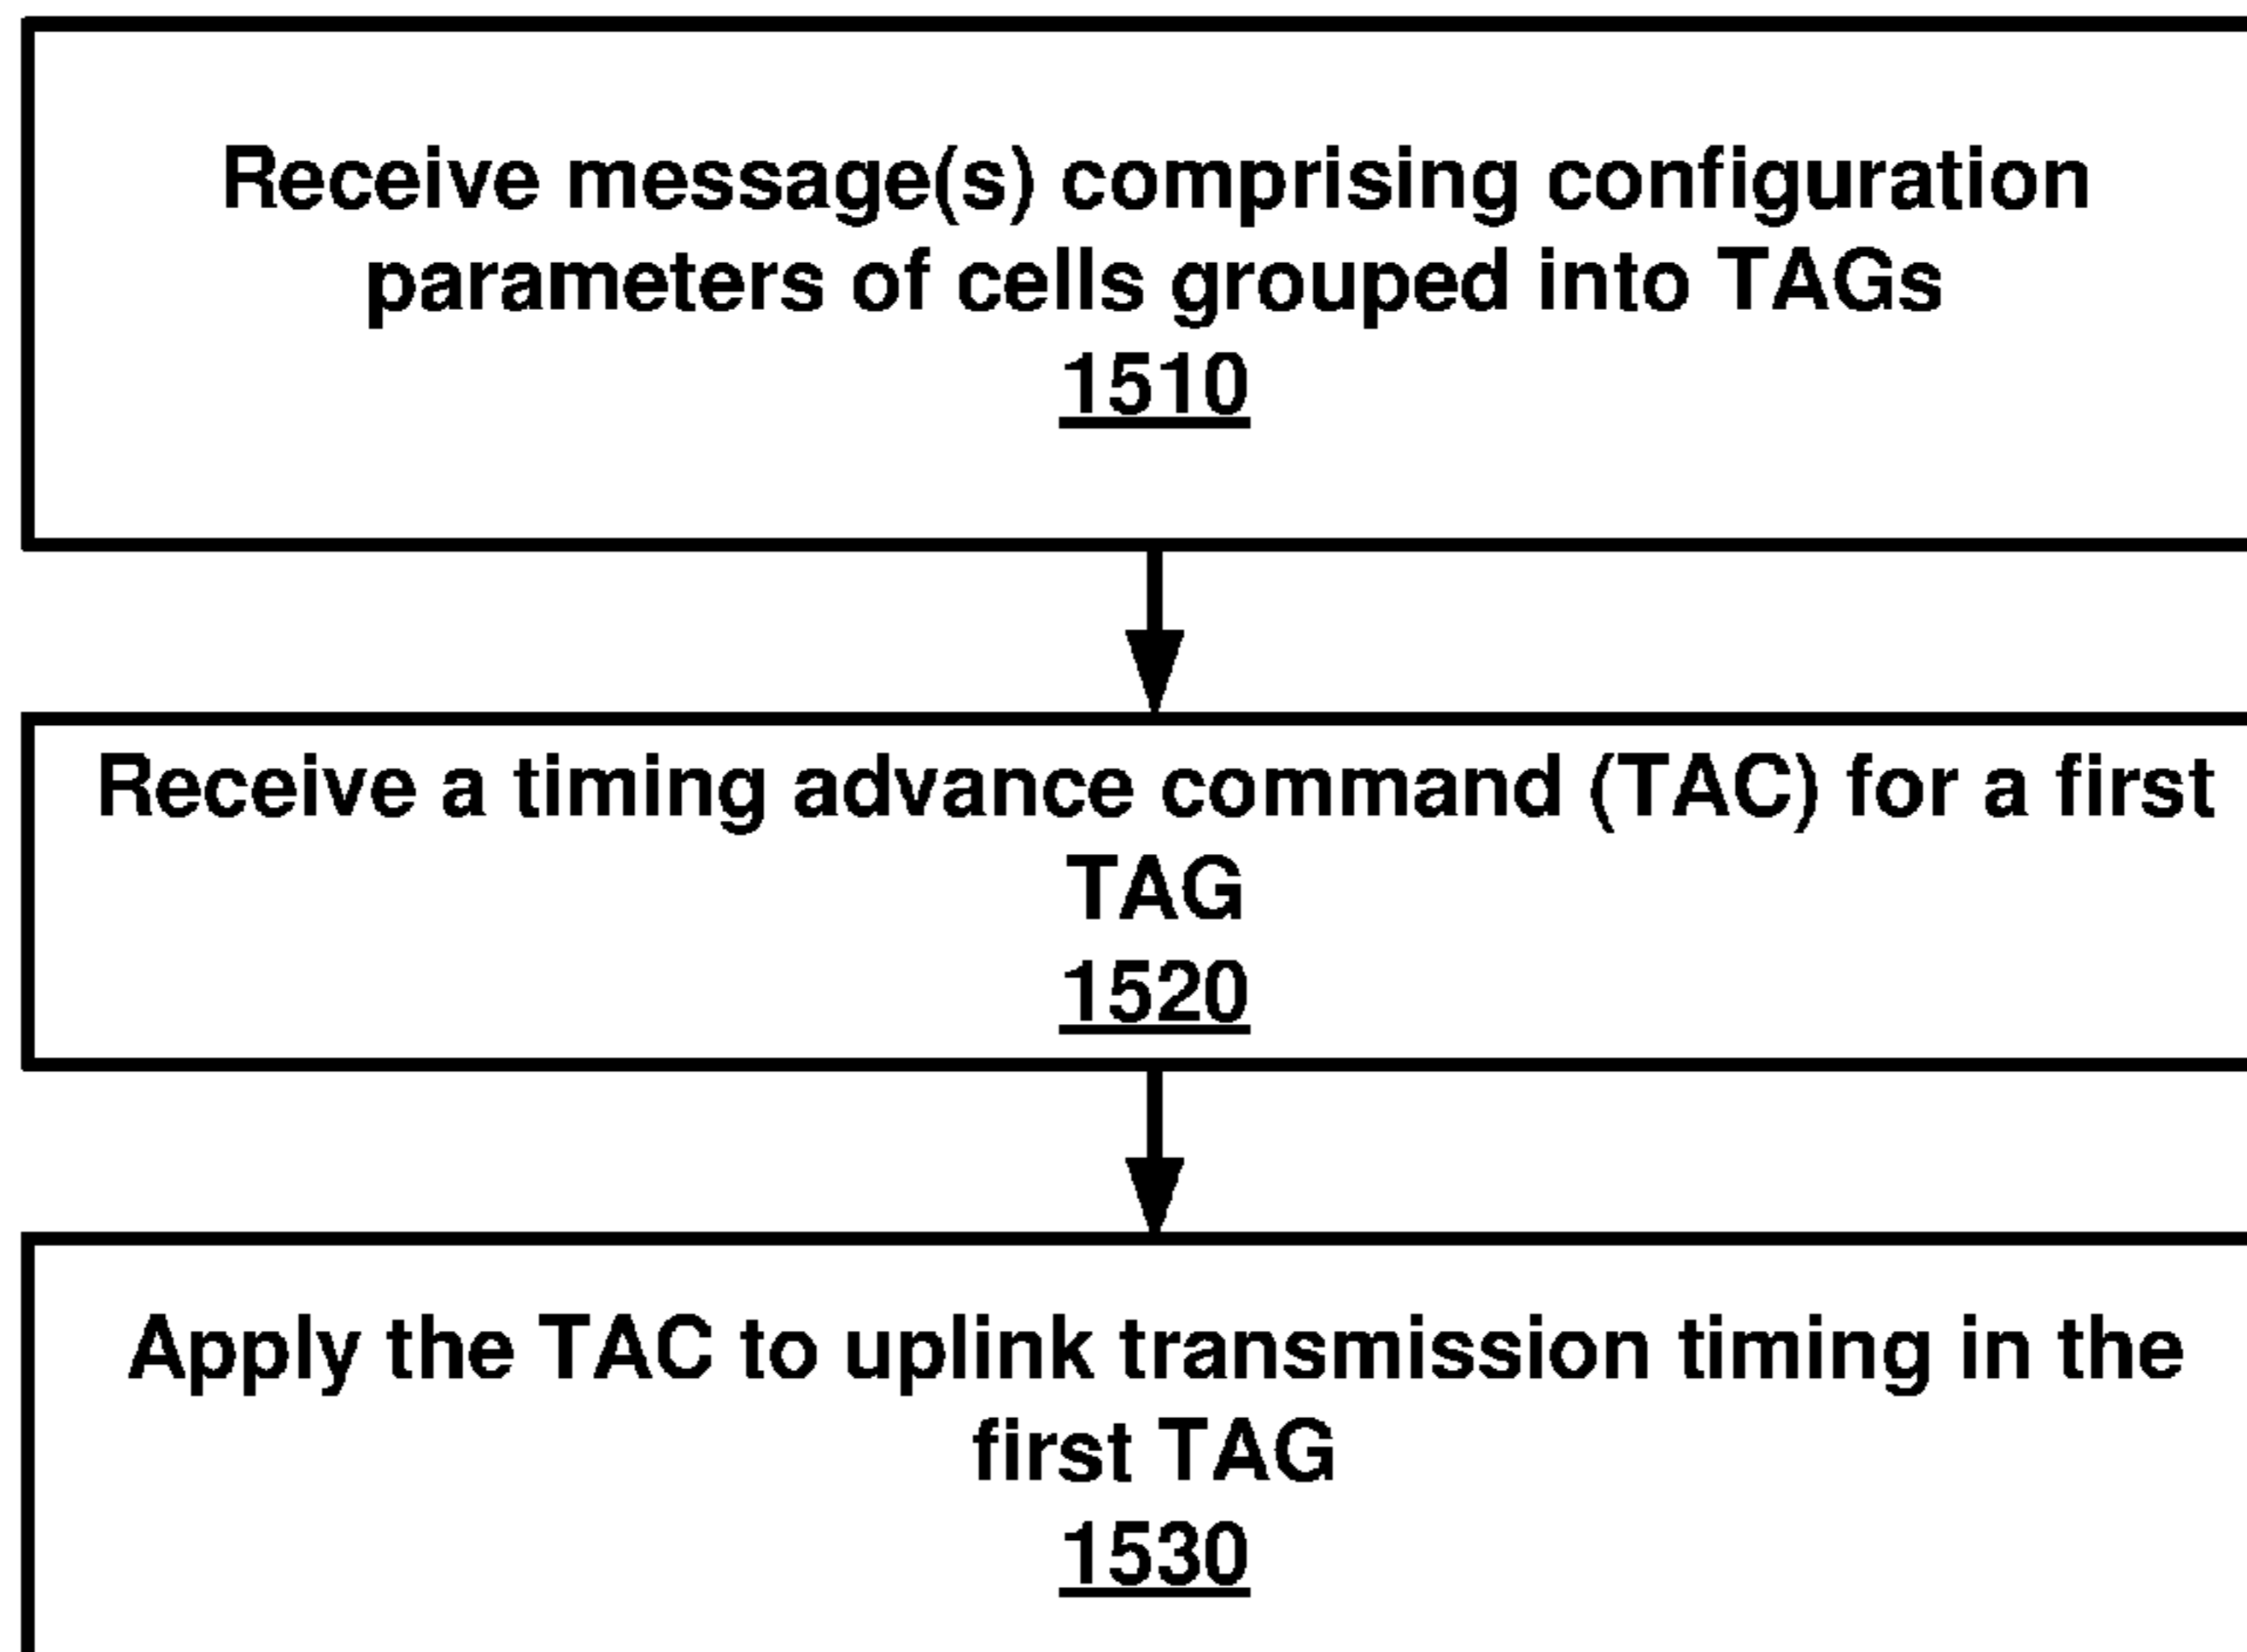 Receive message(s) comprising configuration
parameters of cells grouped into TAGs
1510
Receive a timing advance command (TAC) for a first
TAG
1520
Apply the TAC to uplink transmission timing in the
first TAG
1530